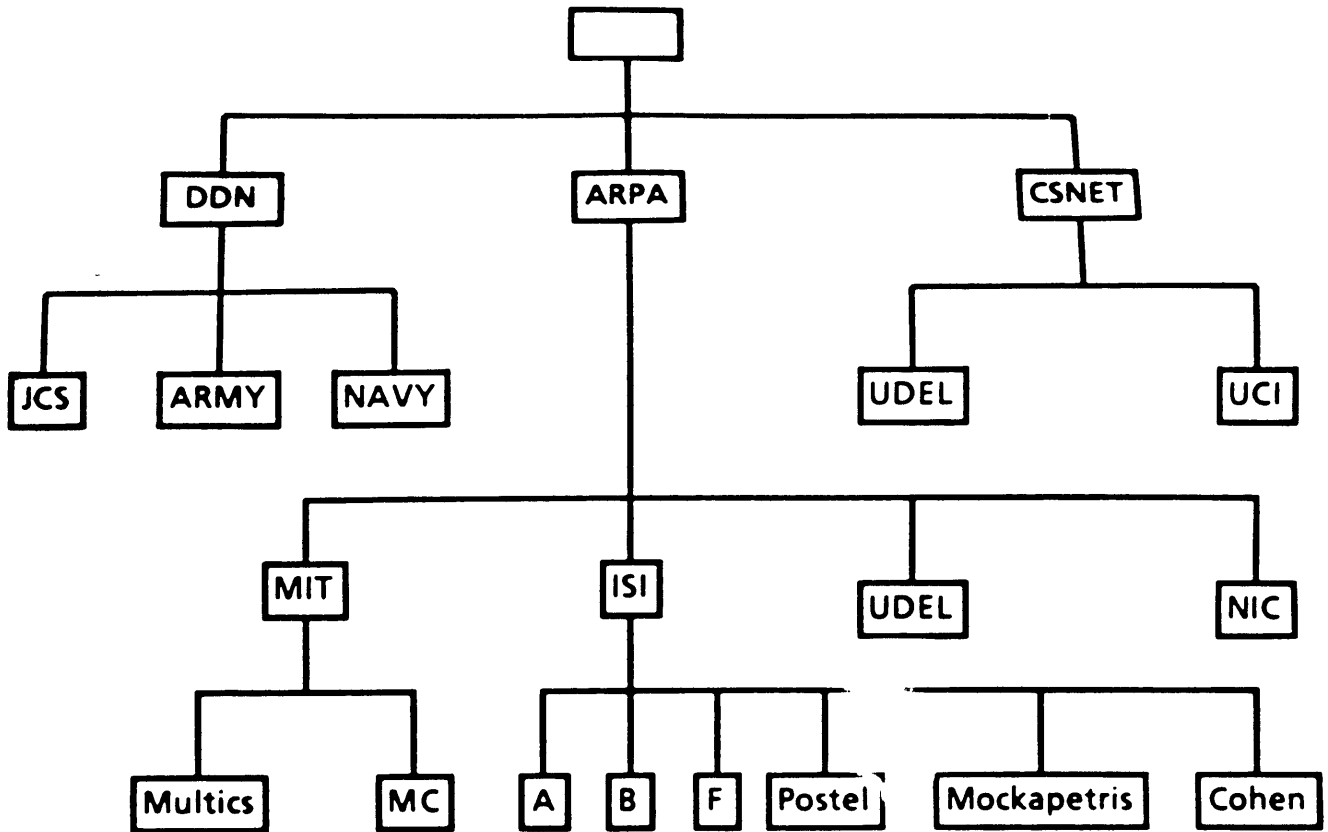 DDN
ARPA
CSNET
JCS
ARMY
NAVY
UDEL
UCI
MIT
ISI
UDEL
NIC
Multics
MC
A
B
F
Postel
Mockapetris
Cohen